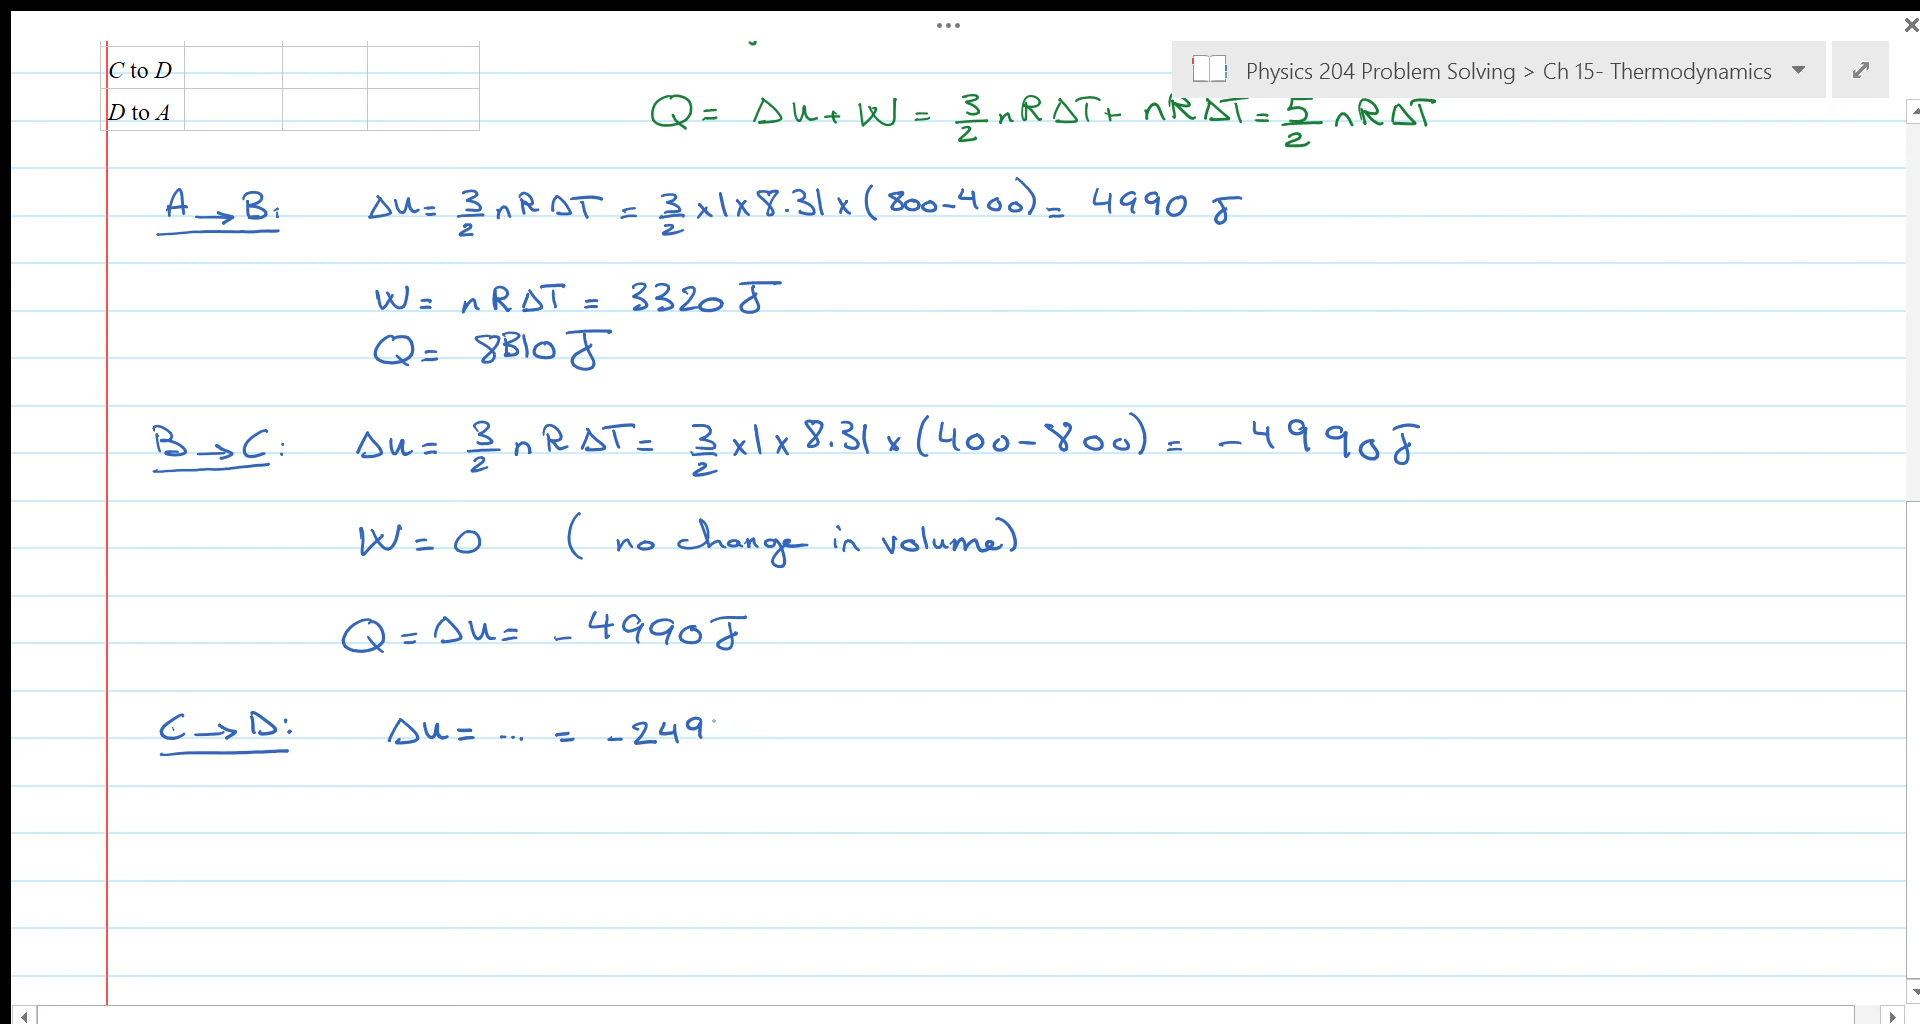 C to D
Physics 204 Problem Solving > Ch 15- Thermodynamics
D to A
Q = ΔU + W = 3/2 nRΔT + nRΔT = 5/2 nRΔT
A → B: ΔU = 3/2 nRΔT = 3/2 x 1 x 8.31 x (800-400) = 4990 J
W = nRΔT = 3320 J
Q = 8310 J
B → C: ΔU = 3/2 nRΔT = 3/2 x 1 x 8.31 x (400-800) = -4990 J
W = 0 (no change in volume)
Q = ΔU = -4990 J
C → D: ΔU = ... = -249